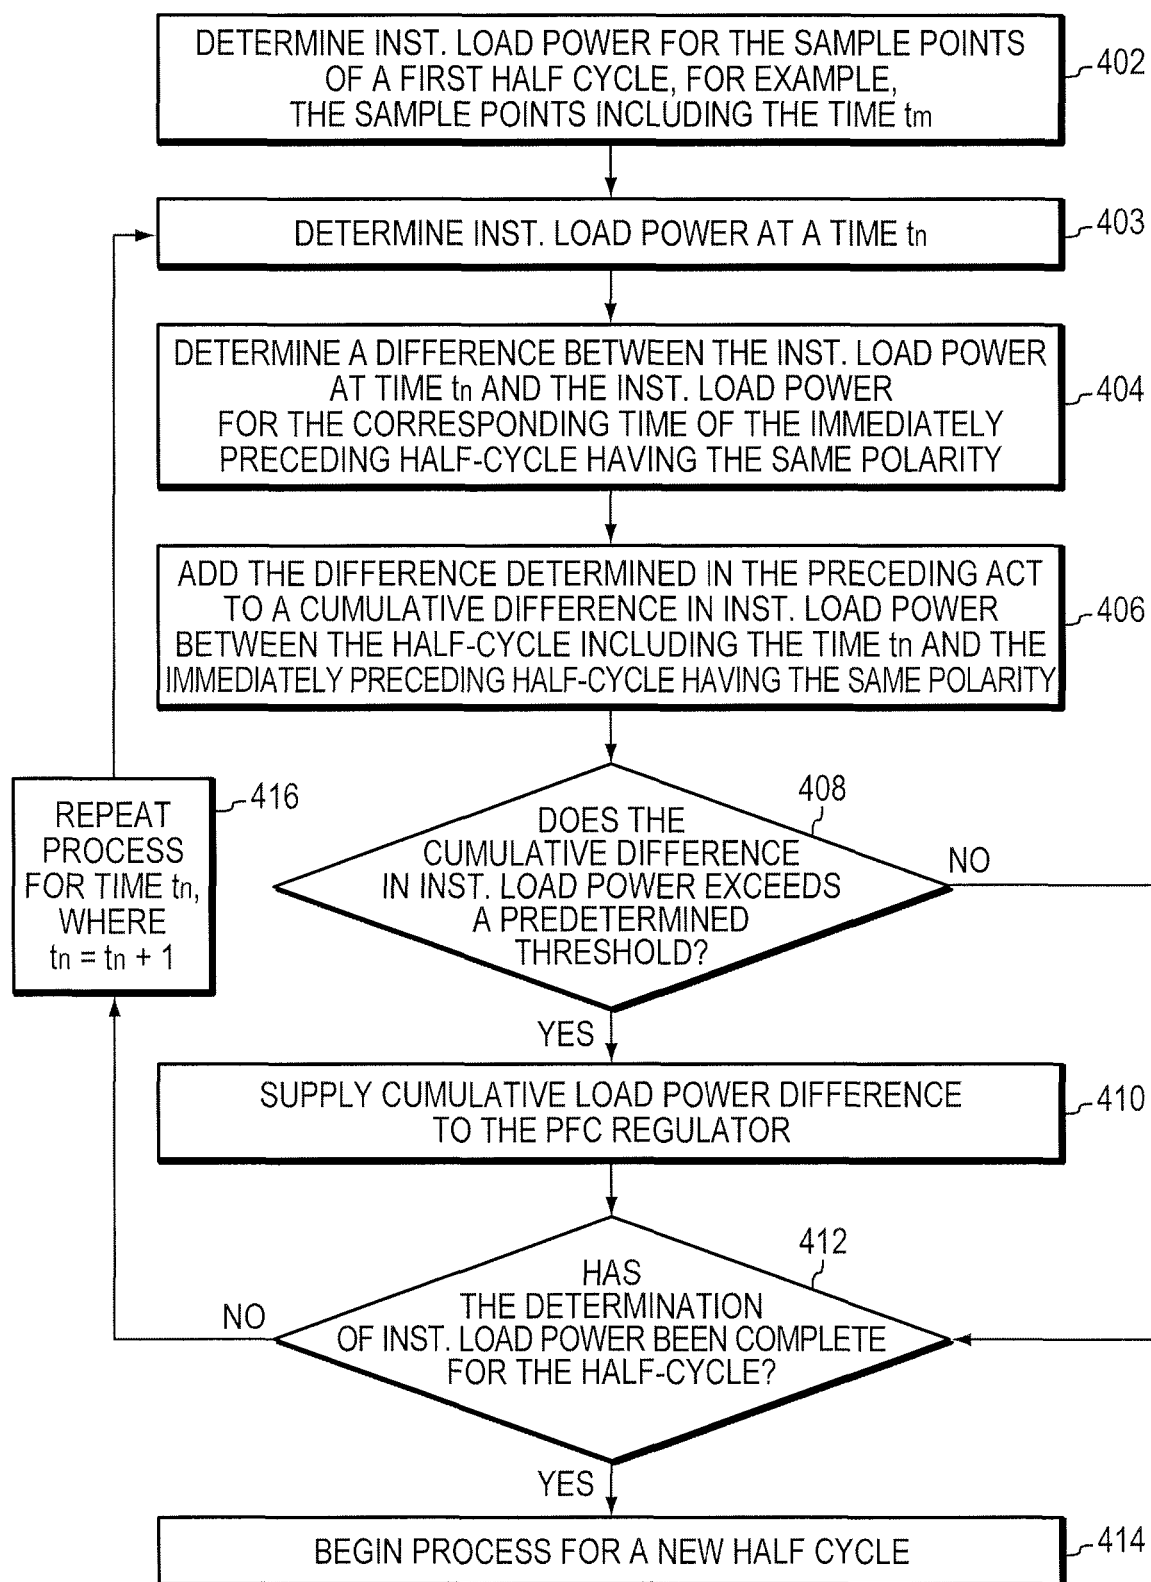 DETERMINE INST. LOAD POWER FOR THE SAMPLE POINTS
OF A FIRST HALF CYCLE, FOR EXAMPLE,
THE SAMPLE POINTS INCLUDING THE TIME tm
402
DETERMINE INST. LOAD POWER AT A TIME tn
403
DETERMINE A DIFFERENCE BETWEEN THE INST. LOAD POWER
AT TIME tn AND THE INST. LOAD POWER
FOR THE CORRESPONDING TIME OF THE IMMEDIATELY
PRECEDING HALF-CYCLE HAVING THE SAME POLARITY
404
ADD THE DIFFERENCE DETERMINED IN THE PRECEDING ACT
TO A CUMULATIVE DIFFERENCE IN INST. LOAD POWER
BETWEEN THE HALF-CYCLE INCLUDING THE TIME tn AND THE
IMMEDIATELY PRECEDING HALF-CYCLE HAVING THE SAME POLARITY
406
REPEAT
PROCESS
FOR TIME tn,
WHERE
tn = tn + 1
416
DOES THE
CUMULATIVE DIFFERENCE
IN INST. LOAD POWER EXCEEDS
A PREDETERMINED
THRESHOLD?
408
NO
YES
SUPPLY CUMULATIVE LOAD POWER DIFFERENCE
TO THE PFC REGULATOR
410
HAS
THE DETERMINATION
OF INST. LOAD POWER BEEN COMPLETE
FOR THE HALF-CYCLE?
412
NO
YES
BEGIN PROCESS FOR A NEW HALF CYCLE
414